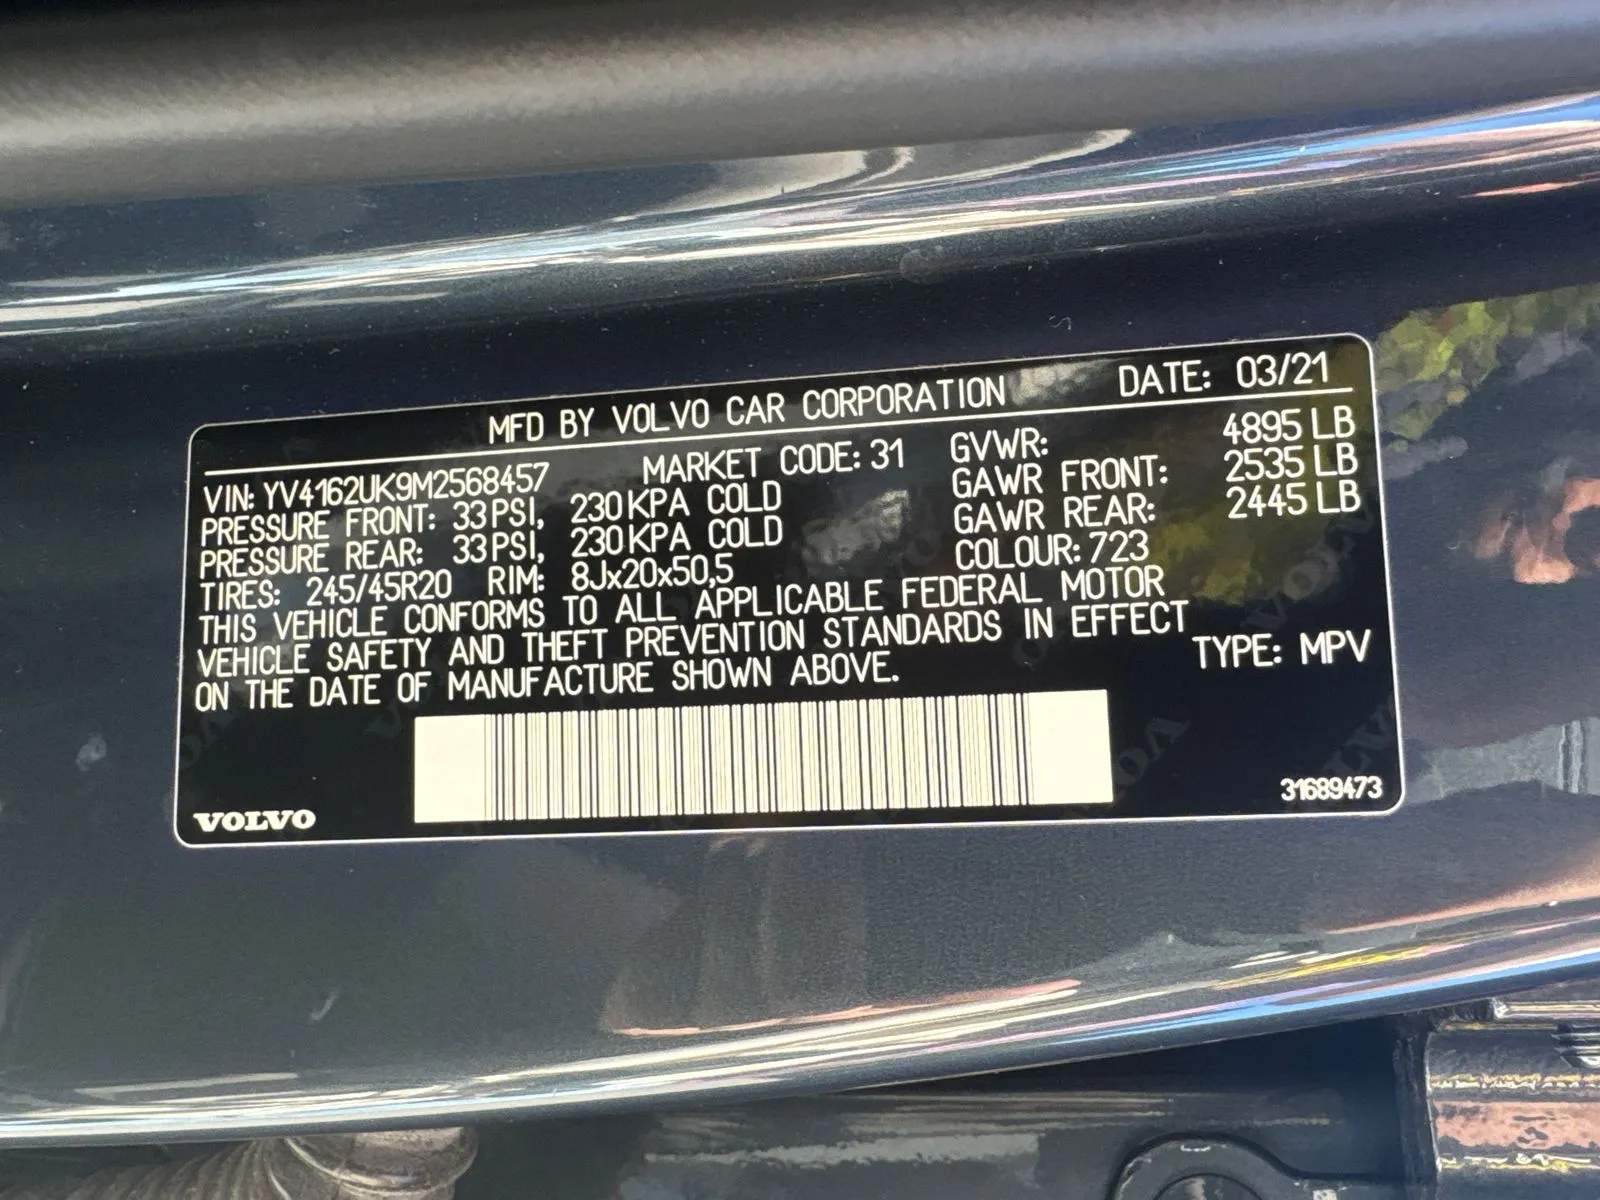 MFD BY VOLVO CAR CORPORATION DATE: 03/21
VIN: YV4162UK9M2568457 MARKET CODE: 31 GVWR: 4895 LB
PRESSURE FRONT: 33 PSI, 230 KPA COLD GAWR FRONT: 2535 LB
PRESSURE REAR: 33 PSI, 230 KPA COLD GAWR REAR: 2445 LB
TIRES: 245/45R20 RIM: 8Jx20x50,5 COLOUR: 723
THIS VEHICLE CONFORMS TO ALL APPLICABLE FEDERAL MOTOR
VEHICLE SAFETY AND THEFT PREVENTION STANDARDS IN EFFECT
ON THE DATE OF MANUFACTURE SHOWN ABOVE. TYPE: MPV
31689473
VOLVO